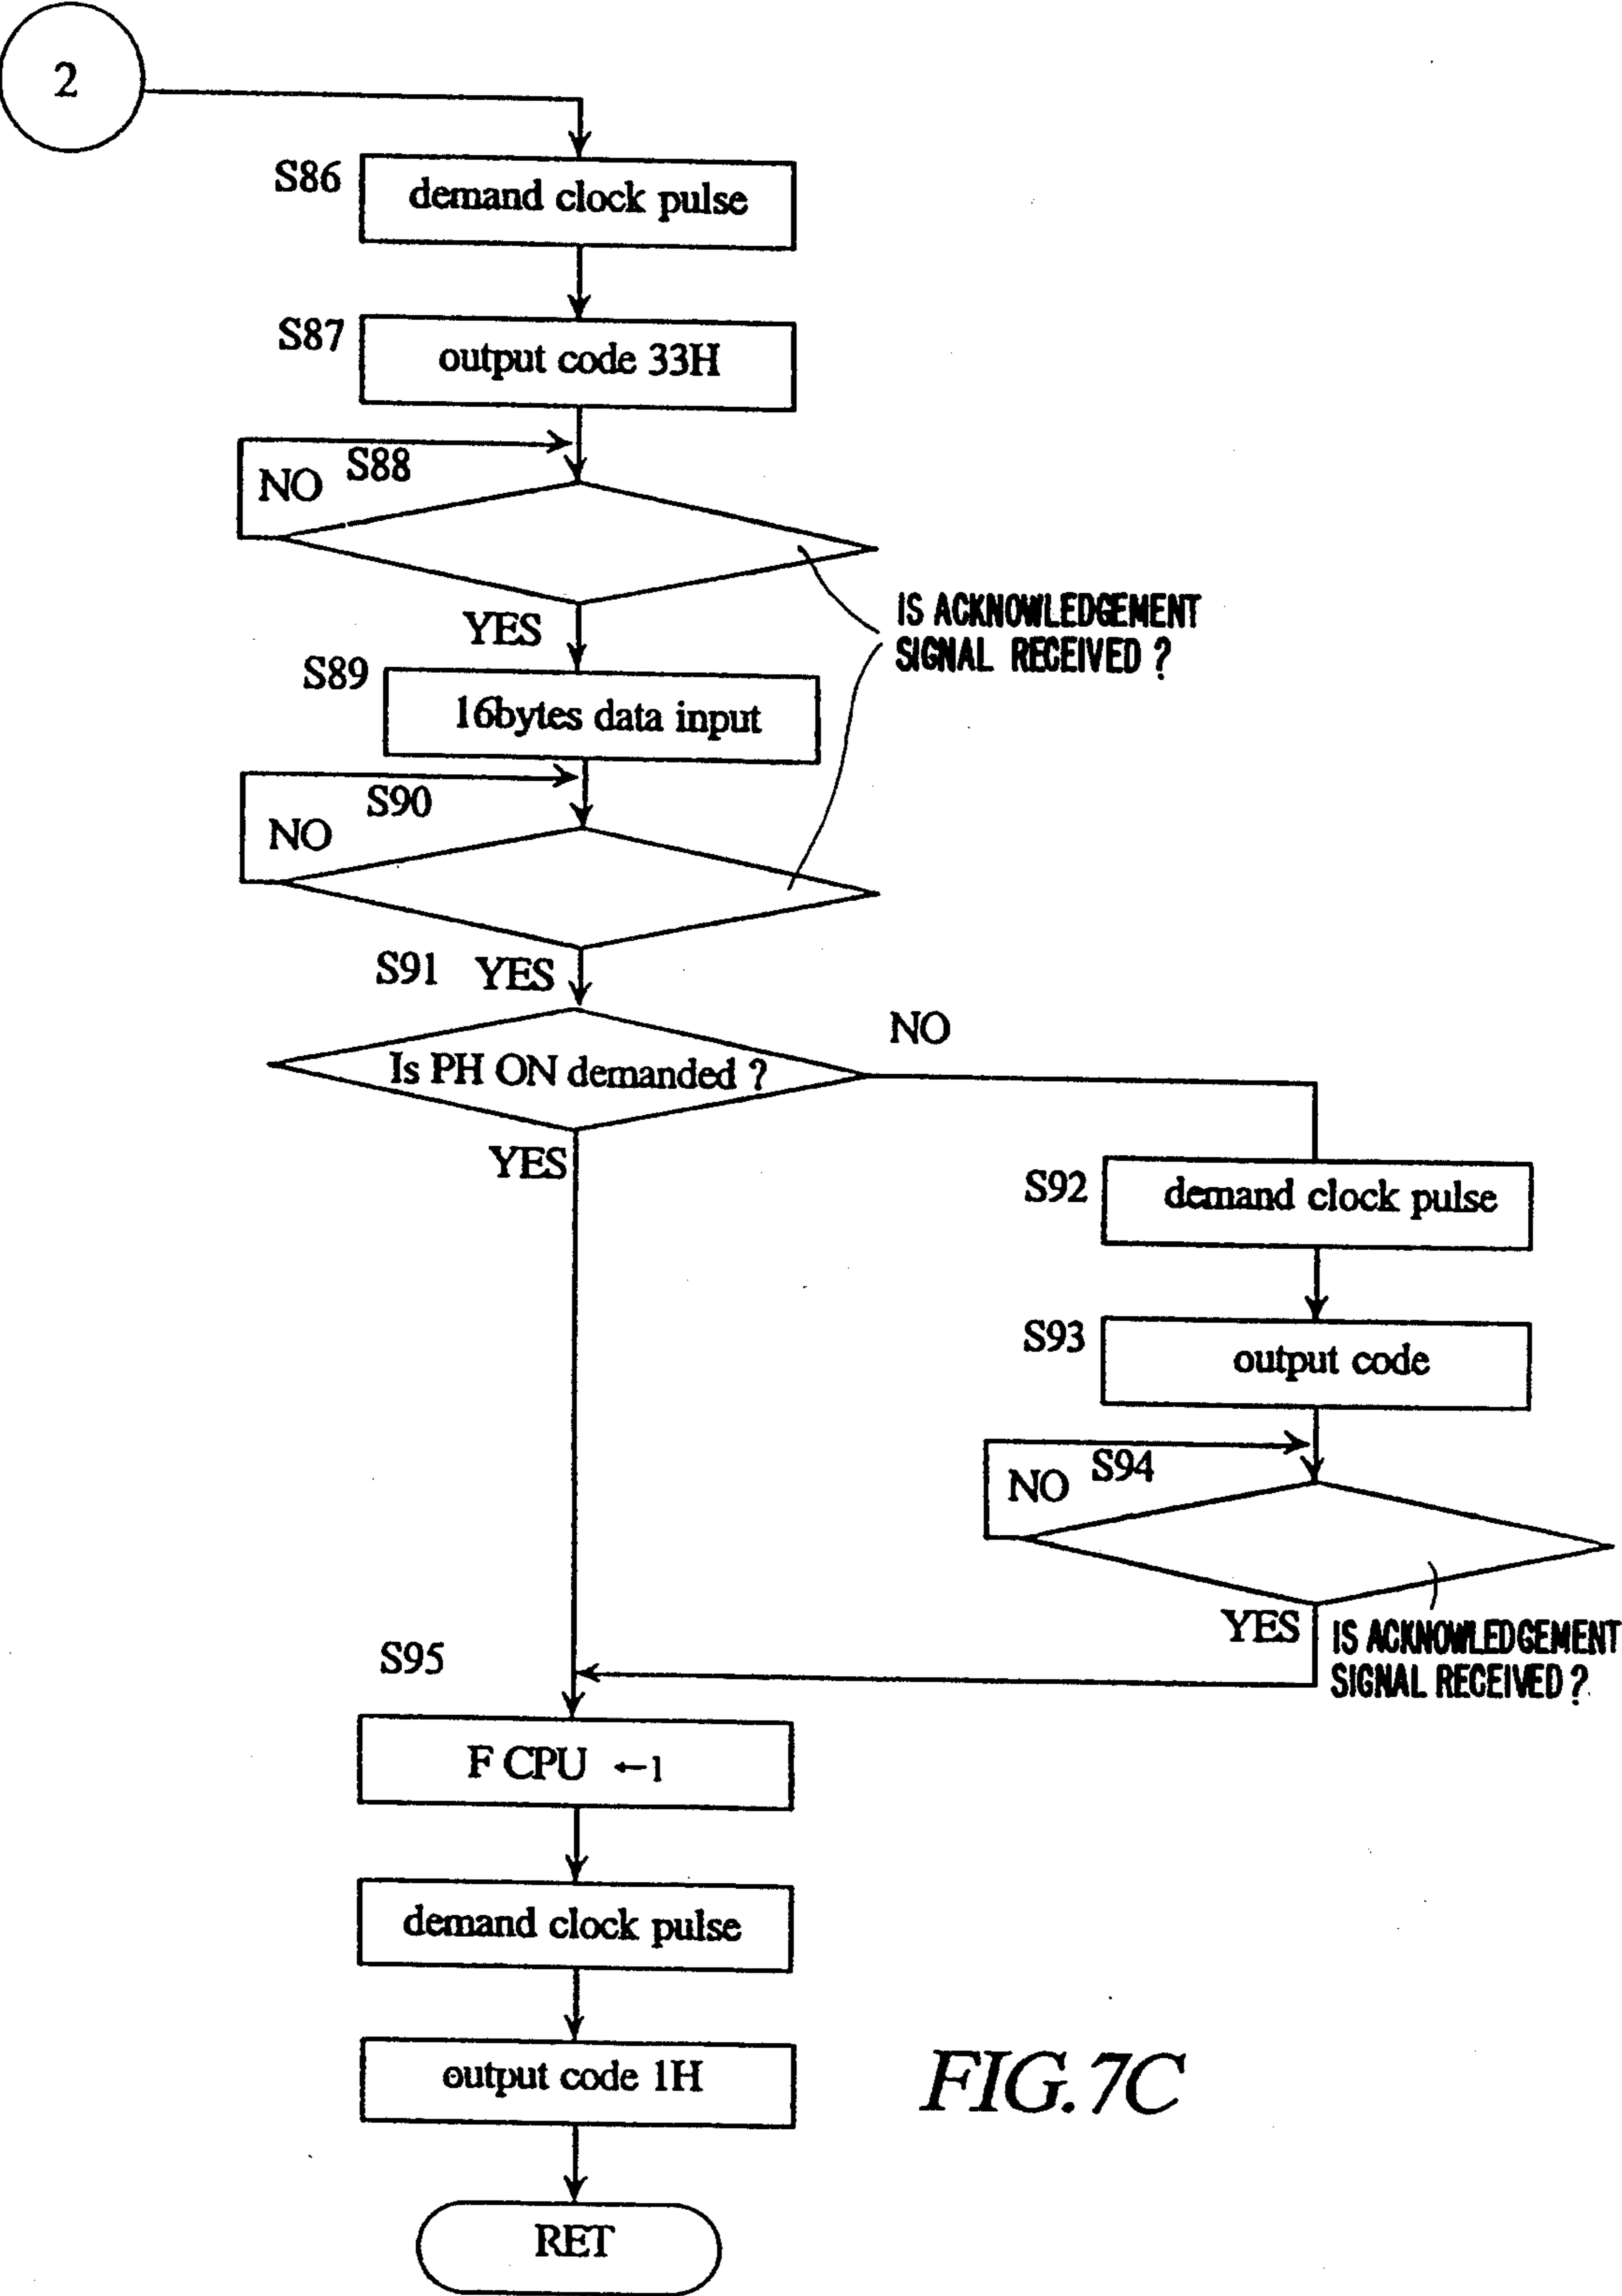 2
S86
demand clock pulse
S87
output code 33H
S88
NO
IS ACKNOWLEDGEMENT
SIGNAL RECEIVED ?
YES
S89
16bytes data input
S90
NO
S91 YES
Is PH ON demanded ?
NO
YES
S92
demand clock pulse
S93
output code
S94
NO
YES
IS ACKNOWLEDGEMENT
SIGNAL RECEIVED ?
S95
F CPU ←1
demand clock pulse
output code 1H
RET
FIG. 7C